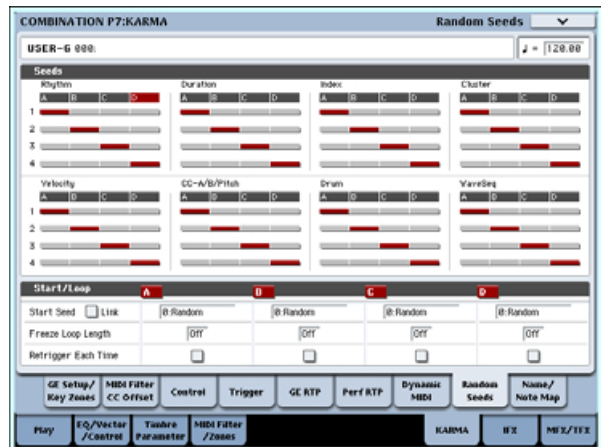 COMBINATION P7:KARMA Random Seeds
USER-G 000: ♩ = 120.00
Seeds
Rhythm Duration Index Cluster
A B C D A B C D A B C D A B C D
1
2
3
4
Velocity CC-A/B/Pitch Drum WaveSeq
A B C D A B C D A B C D A B C D
1
2
3
4
Start/Loop A B C D
Start Seed Link 0:Random 0:Random 0:Random 0:Random
Freeze Loop Length Off Off Off Off
Retrigger Each Time
GE Setup/ MIDI Filter Control Trigger GE RTP Perf RTP Dynamic Random Name/
Key Zones CC Offset MIDI Seeds Note Map
Play EQ/Vector Timbre MIDI Filter KARMA IFX MFX/TFX
/Control Parameter /Zones